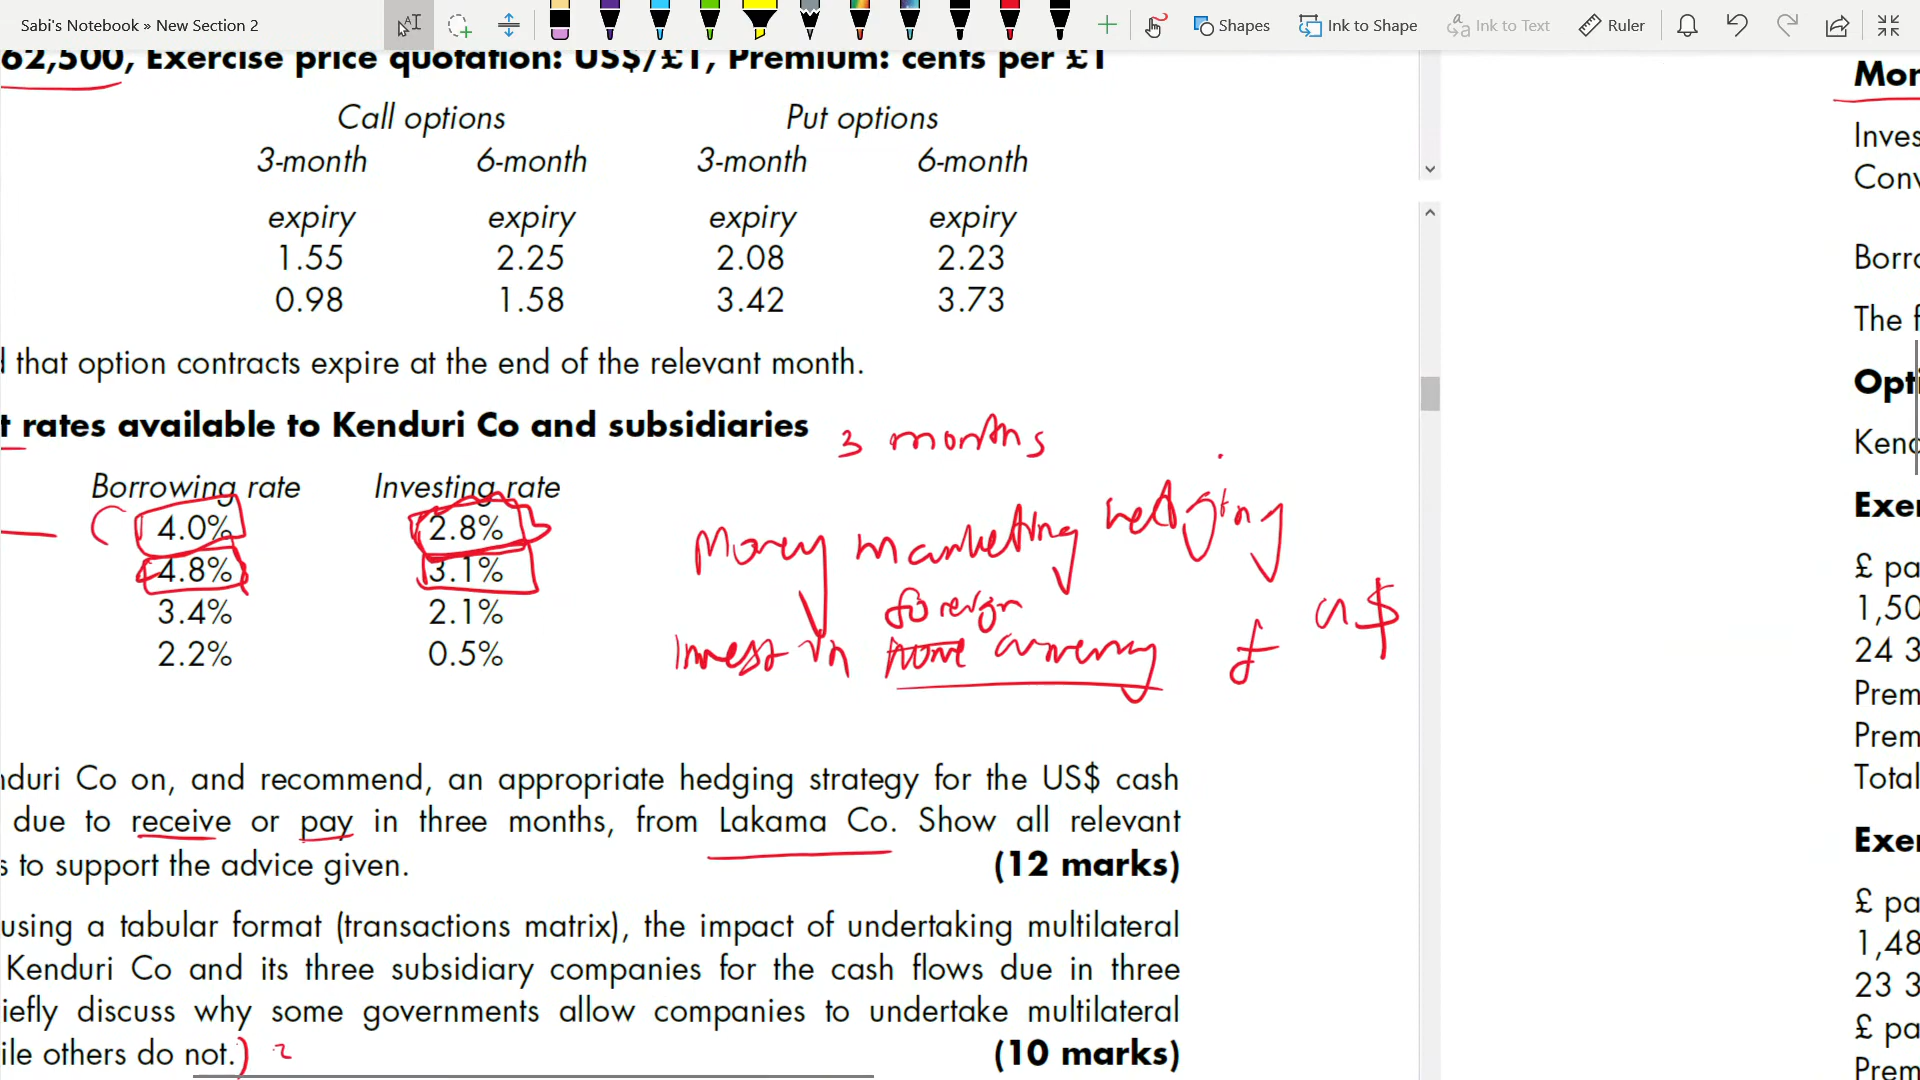 Sabi's Notebook » New Section 2
Shapes
Ink to Shape
Ink to Text
Ruler
62,500, Exercise price quotation: US$/£1, Premium: cents per £1
Call options Put options
3-month 6-month 3-month 6-month
expiry expiry expiry expiry
1.55 2.25 2.08 2.23
0.98 1.58 3.42 3.73
d that option contracts expire at the end of the relevant month.
t rates available to Kenduri Co and subsidiaries
3 months
Borrowing rate Investing rate
4.0% 2.8%
4.8% 3.1%
3.4% 2.1%
2.2% 0.5%
Money marketing hedging
foreign
Invest in home currency £ u$
nduri Co on, and recommend, an appropriate hedging strategy for the US$ cash
due to receive or pay in three months, from Lakama Co. Show all relevant
s to support the advice given. (12 marks)
using a tabular format (transactions matrix), the impact of undertaking multilateral
Kenduri Co and its three subsidiary companies for the cash flows due in three
iefly discuss why some governments allow companies to undertake multilateral
ile others do not.) 2 (10 marks)
Mor
Inves
Conv
Borro
The f
Opti
Kend
Exer
£ pa
1,50
24 3
Prem
Prem
Total
Exer
£ pa
1,48
23 3
£ pa
Prem